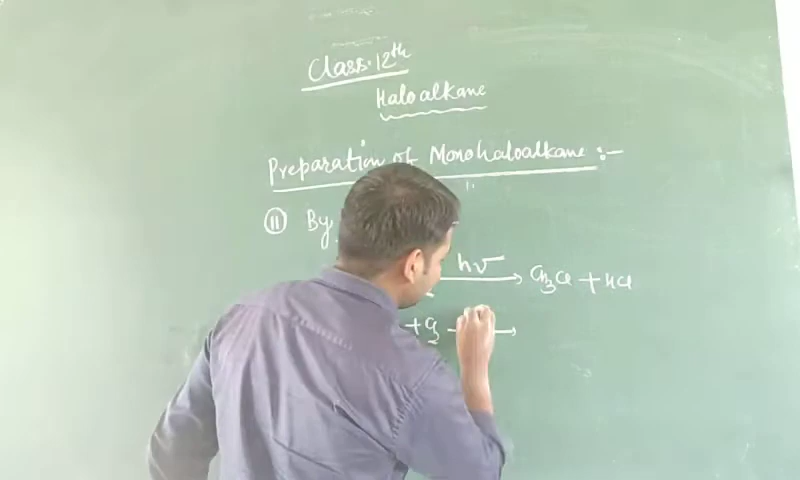 Class:12th
Haloalkane
Preparation of Monohaloalkane :-
(II) By
hν → CH3Cl + HCl
+ Cl2 →